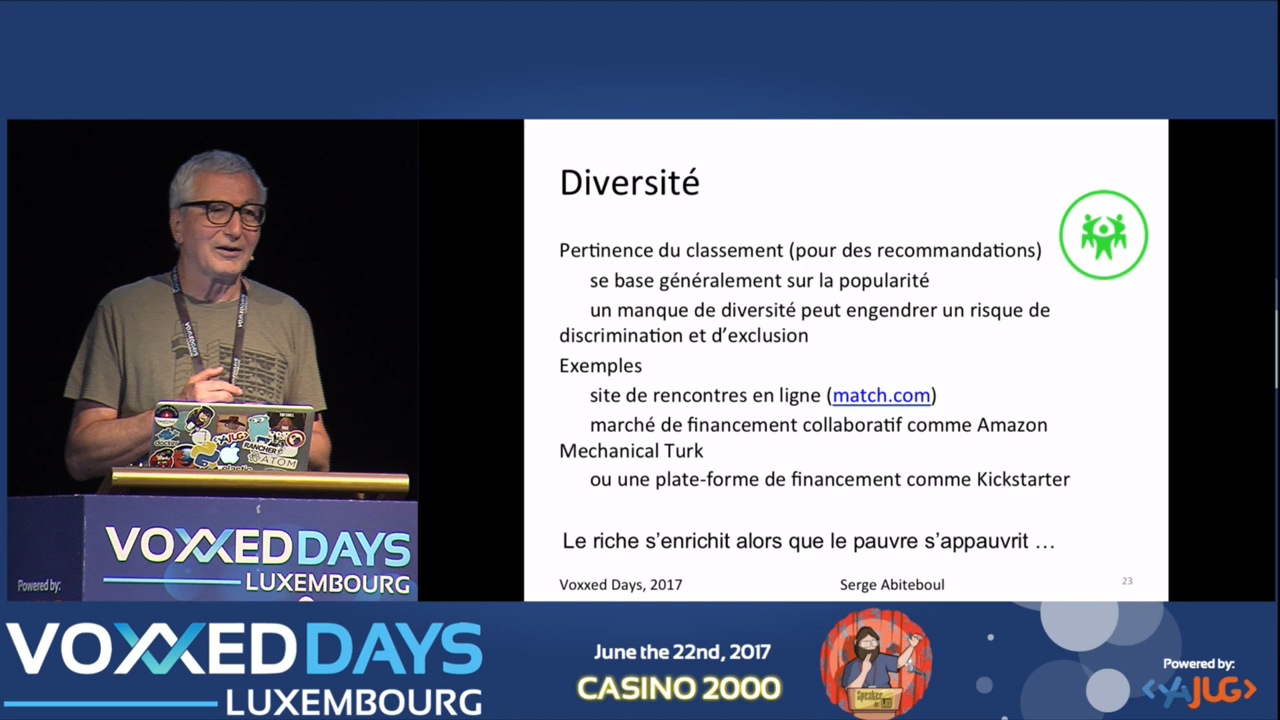 Diversité
Pertinence du classement (pour des recommandations)
se base généralement sur la popularité
un manque de diversité peut engendrer un risque de
discrimination et d'exclusion
Exemples
site de rencontres en ligne (match.com)
marché de financement collaboratif comme Amazon
Mechanical Turk
ou une plate-forme de financement comme Kickstarter
Le riche s'enrichit alors que le pauvre s'appauvrit …
Voxxed Days, 2017
Serge Abiteboul
23
YAJUG
RANCHER
ATOM
VOXXED DAYS
LUXEMBOURG
Powered by:
VOXXED DAYS
LUXEMBOURG
June the 22nd, 2017
CASINO 2000
Speaker
Powered by:
<YAJUG>